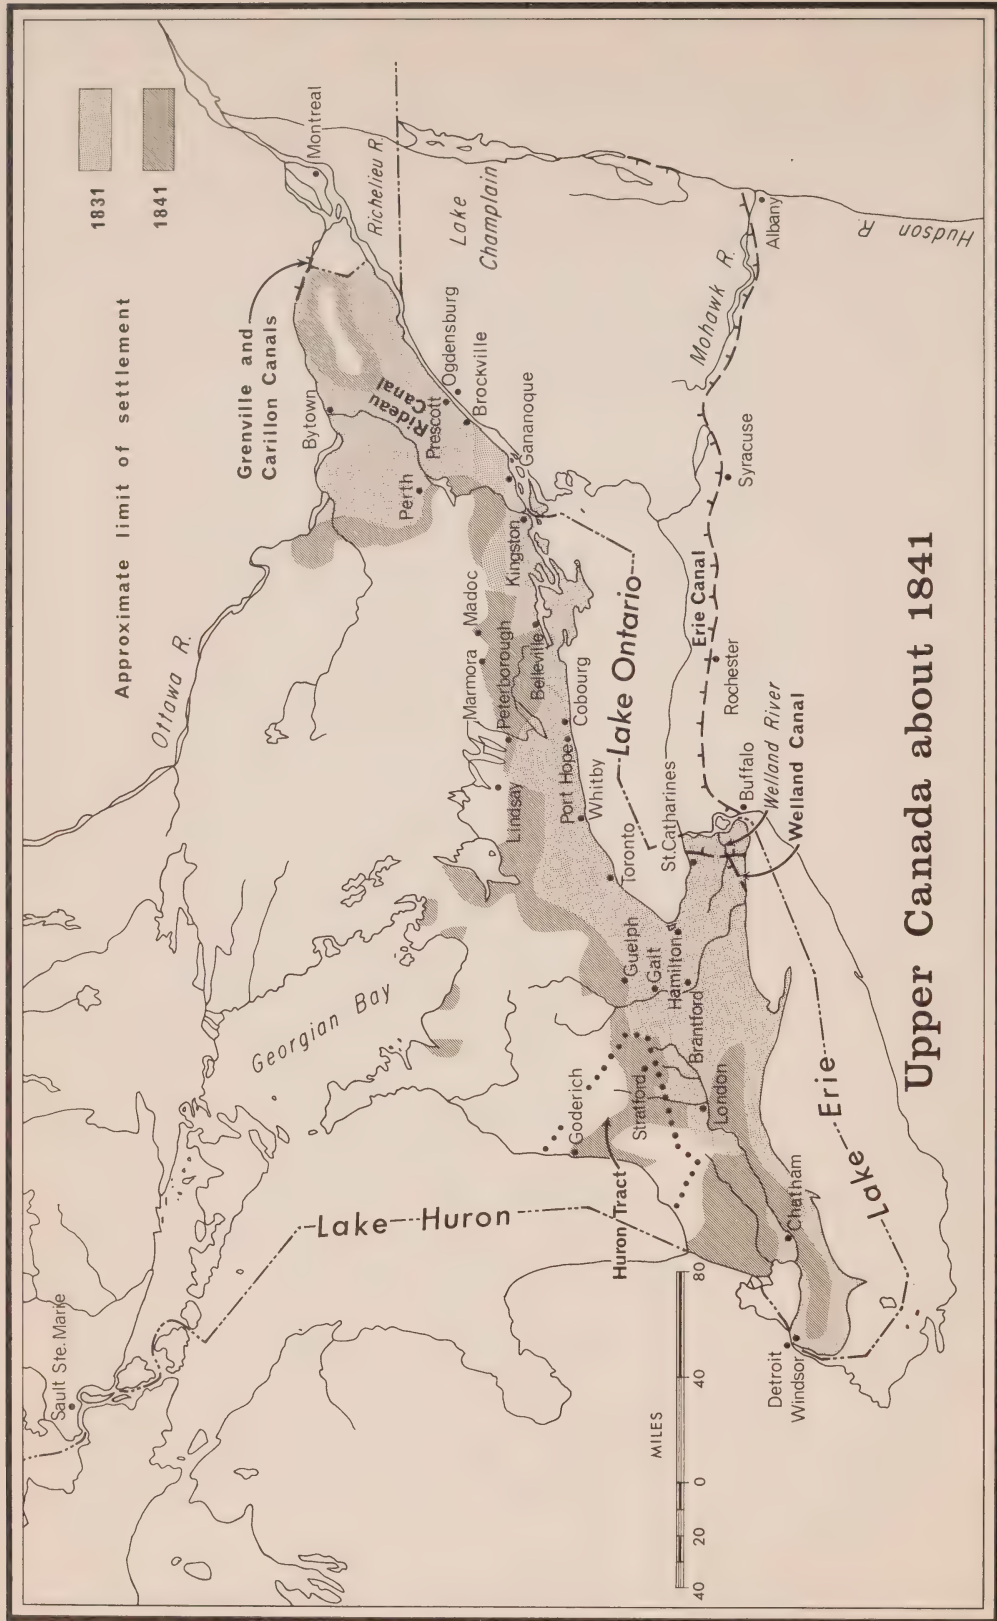 Upper Canada about 1841
Approximate limit of settlement
1831
1841
Sault Ste. Marie
Ottawa R.
Georgian Bay
Lake Huron
Grenville and
Carillon Canals
Montreal
Richelieu R.
Lake
Champlain
Bytown
Rideau
Canal
Perth
Prescott
Ogdensburg
Brockville
Gananoque
Kingston
Madoc
Marmora
Peterborough
Belleville
Cobourg
Port Hope
Lindsay
Whitby
Toronto
Lake Ontario
St. Catharines
Guelph
Galt
Hamilton
Brantford
Goderich
Stratford
Huron Tract
London
Chatham
Detroit
Windsor
Lake Erie
Buffalo
Welland River
Welland Canal
Rochester
Erie Canal
Syracuse
Mohawk R.
Albany
Hudson R.
MILES
40
20
0
40
80